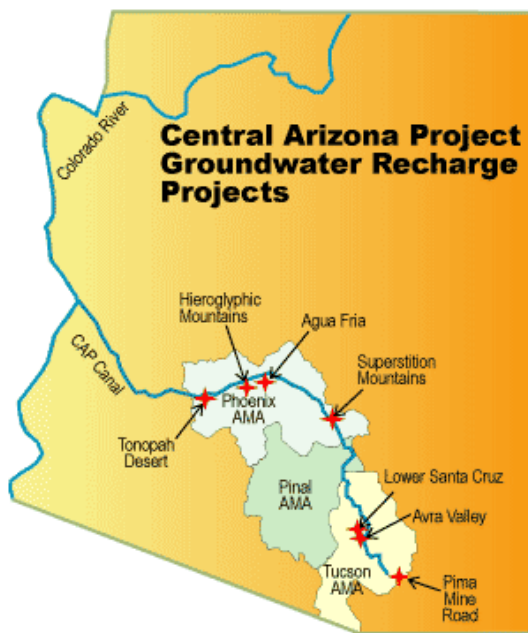 Central Arizona Project
Groundwater Recharge
Projects
Colorado River
Hieroglyphic
Mountains
Agua Fria
CAP Canal
Superstition
Mountains
Phoenix
AMA
Tonopah
Desert
Pinal
AMA
Lower Santa Cruz
Avra Valley
Tucson
AMA
Pima
Mine
Road